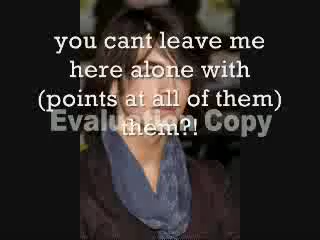 you cant leave me
here alone with
(points at all of them)
them?!
Evaluation Copy